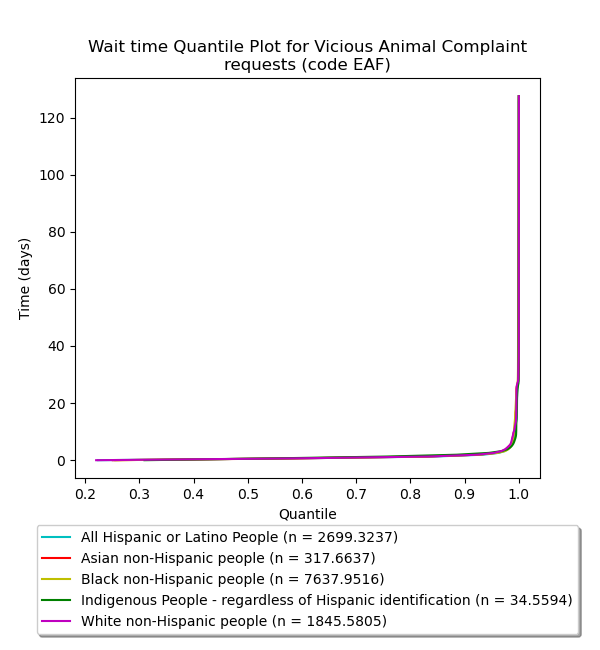 Wait time Quantile Plot for Vicious Animal Complaint
requests (code EAF)
120
100
80
60
40
20
0
Time (days)
0.2 0.3 0.4 0.5 0.6 0.7 0.8 0.9 1.0
Quantile
All Hispanic or Latino People (n = 2699.3237)
Asian non-Hispanic people (n = 317.6637)
Black non-Hispanic people (n = 7637.9516)
Indigenous People - regardless of Hispanic identification (n = 34.5594)
White non-Hispanic people (n = 1845.5805)